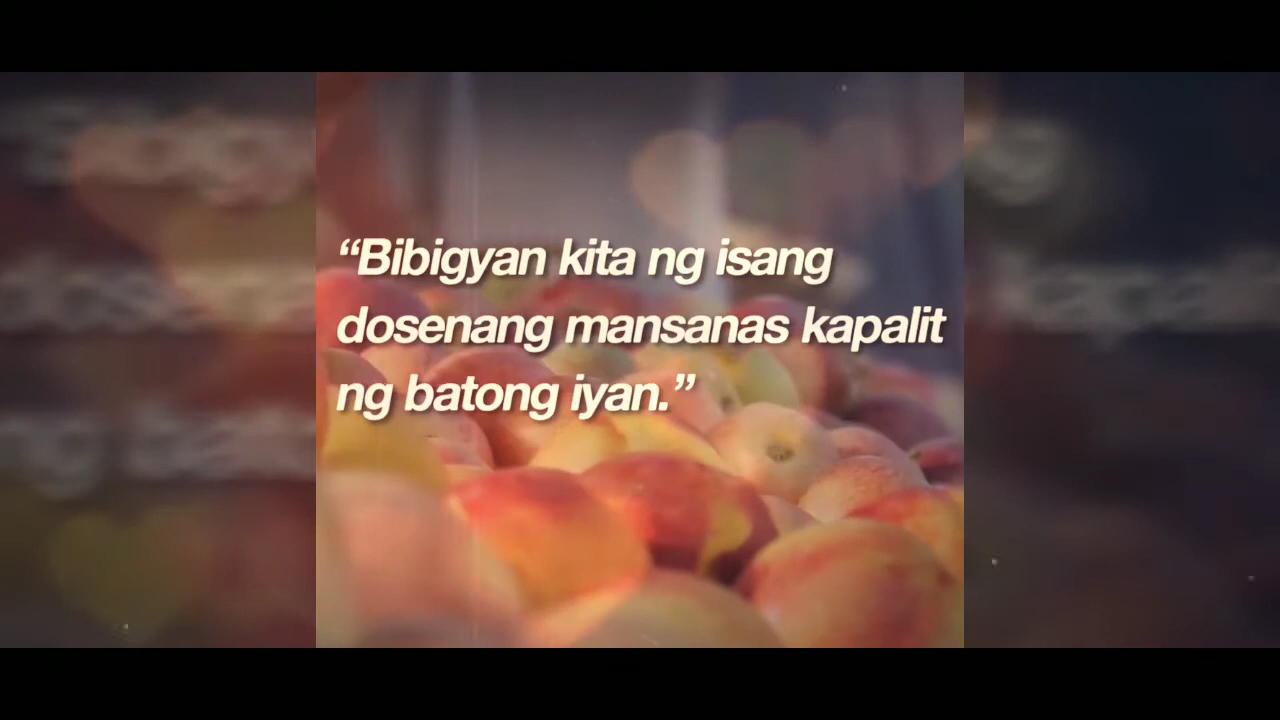 “Bibigyan kita ng isang
dosenang mansanas kapalit
ng batong iyan.”